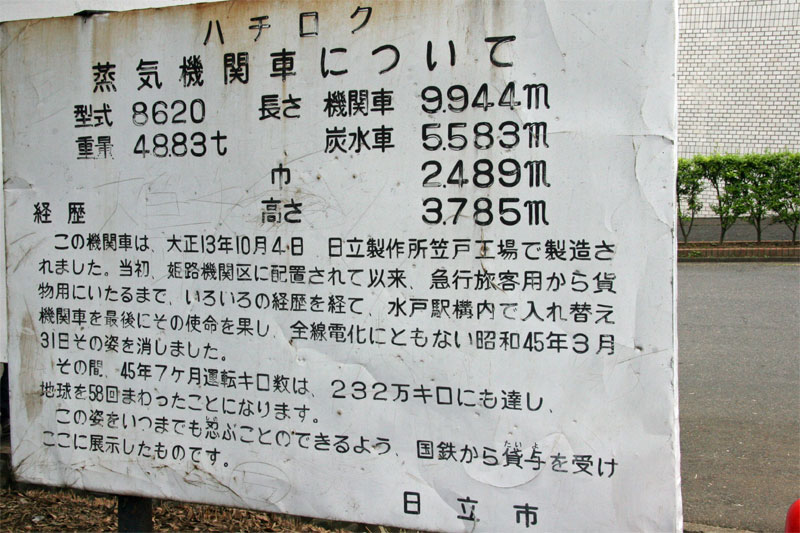 ハチロク
蒸気機関車について
型式 8620 長さ 機関車 9.944m
重量 48.83t 炭水車 5.583m
巾 2.489m
経歴 高さ 3.785m
この機関車は、大正13年10月4日 日立製作所笠戸工場で製造さ
れました。当初、姫路機関区に配置されて以来、急行旅客用から貨
物用にいたるまで、いろいろの経歴を経て、水戸駅構内で入れ替え
機関車を最後にその使命を果し、全線電化にともない昭和45年3月
31日その姿を消しました。
その間、45年7ヶ月運転キロ数は、232万キロにも達し、
地球を58回まわったことになります。
この姿をいつまでも忍ぶことのできるよう、国鉄から貸与を受け
ここに展示したものです。
日立市